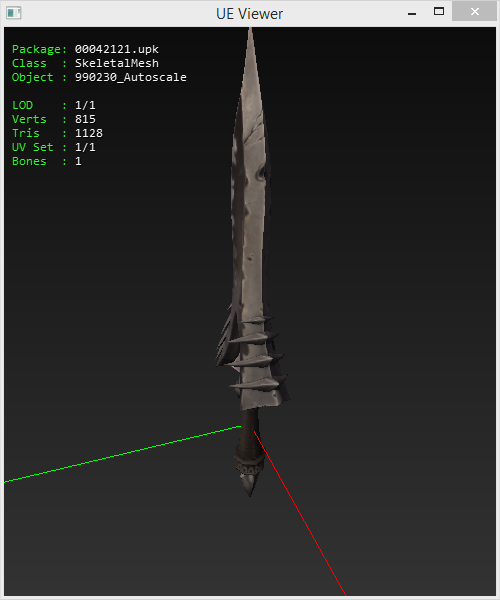 UE Viewer
Package: 00042121.upk
Class : SkeletalMesh
Object : 990230_Autoscale
LOD : 1/1
Verts : 815
Tris : 1128
UV Set : 1/1
Bones : 1